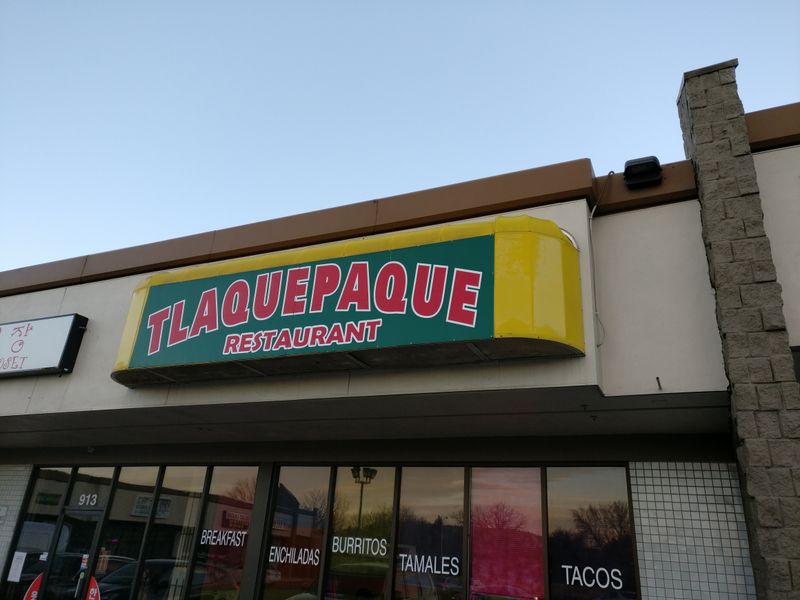 TLAQUEPAQUE
RESTAURANT
913
BREAKFAST
ENCHILADAS
BURRITOS
TAMALES
TACOS